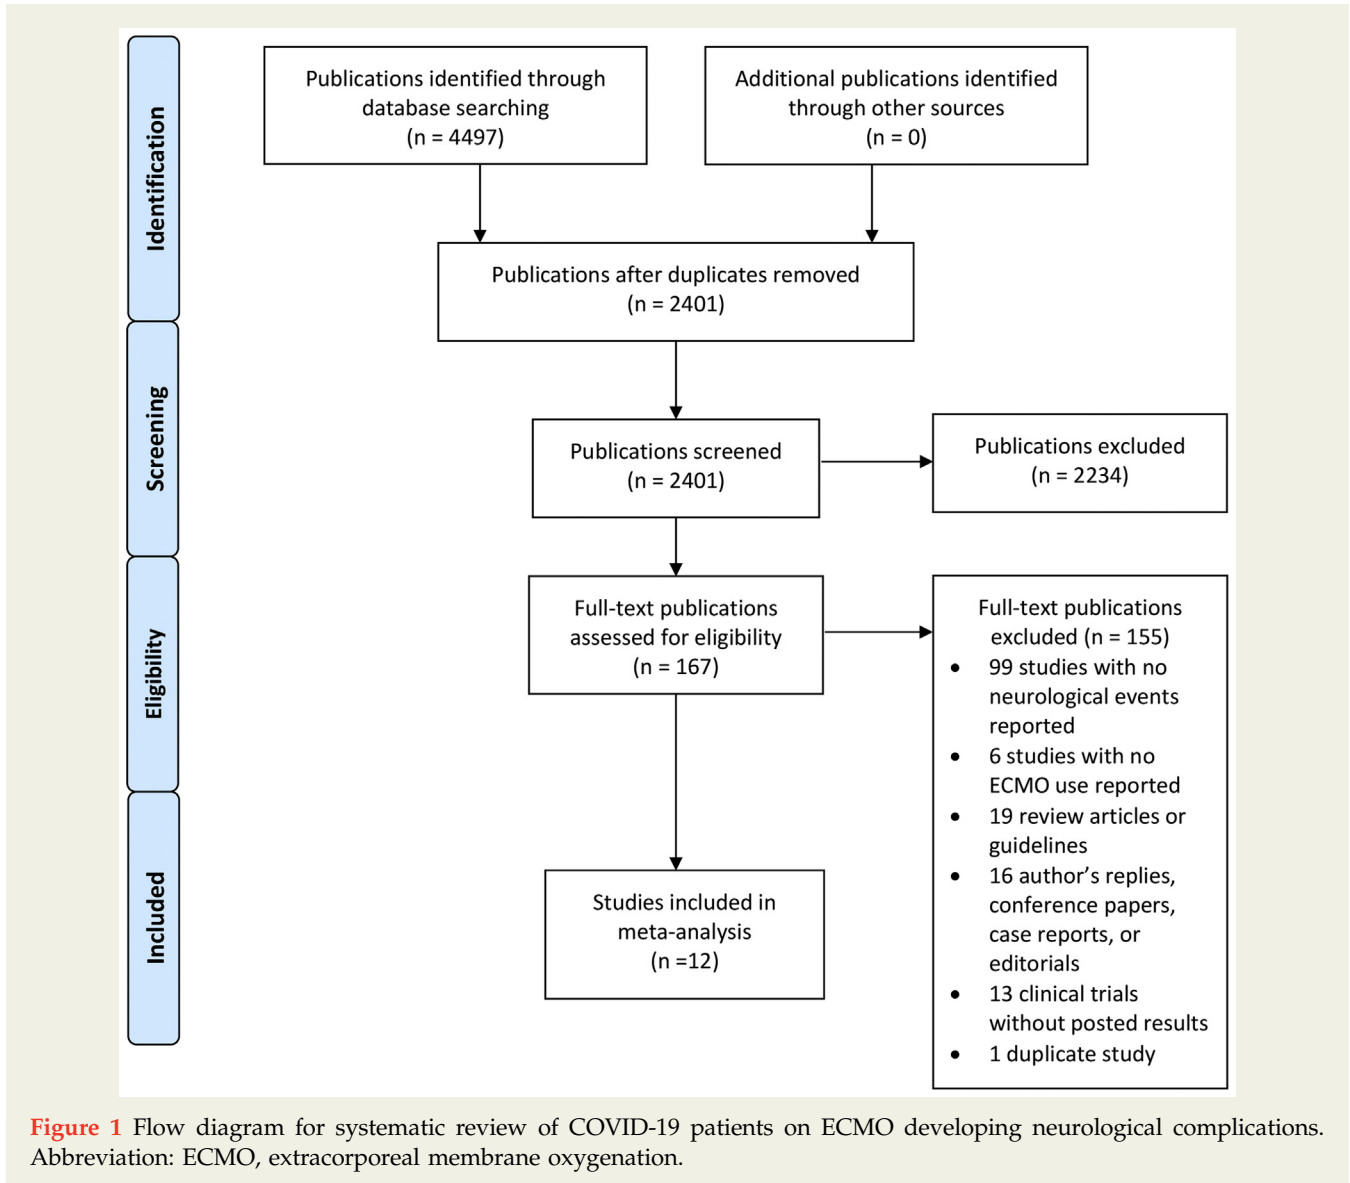 Identification
Publications identified through
database searching
(n = 4497)
Additional publications identified
through other sources
(n = 0)
Publications after duplicates removed
(n = 2401)
Screening
Publications screened
(n = 2401)
Publications excluded
(n = 2234)
Eligibility
Full-text publications
assessed for eligibility
(n = 167)
Full-text publications
excluded (n = 155)
• 99 studies with no
neurological events
reported
• 6 studies with no
ECMO use reported
• 19 review articles or
guidelines
• 16 author’s replies,
conference papers,
case reports, or
editorials
• 13 clinical trials
without posted results
• 1 duplicate study
Included
Studies included in
meta-analysis
(n =12)
Figure 1 Flow diagram for systematic review of COVID-19 patients on ECMO developing neurological complications.
Abbreviation: ECMO, extracorporeal membrane oxygenation.